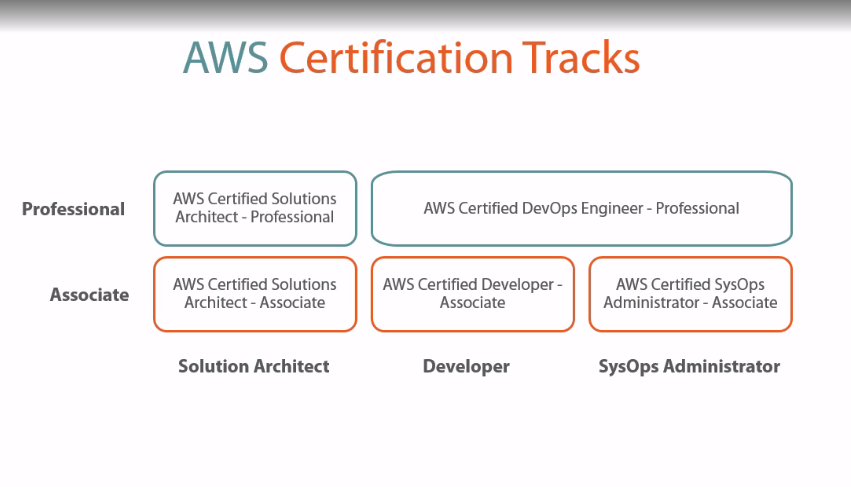 AWS Certification Tracks
Professional
AWS Certified Solutions
Architect - Professional
AWS Certified DevOps Engineer - Professional
Associate
AWS Certified Solutions
Architect - Associate
AWS Certified Developer -
Associate
AWS Certified SysOps
Administrator - Associate
Solution Architect
Developer
SysOps Administrator